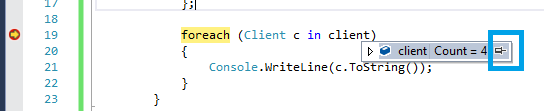 17 };
18
19 foreach (Client c in client)
client Count = 4
20 {
21 Console.WriteLine(c.ToString());
22 }
23 }